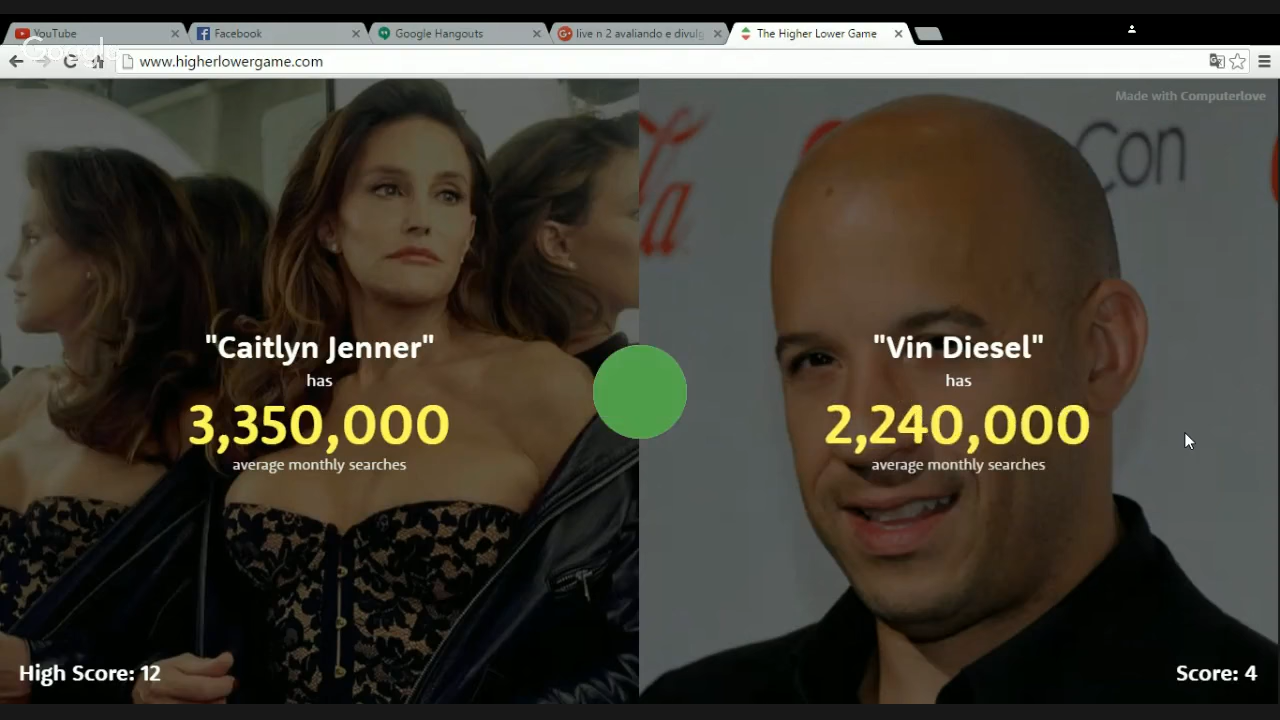 YouTube
Facebook
Google Hangouts
live n 2 avaliando e divulg
The Higher Lower Game
Google
www.higherlowergame.com
Made with Computerlove
Con
"Caitlyn Jenner"
has
3,350,000
average monthly searches
"Vin Diesel"
has
2,240,000
average monthly searches
High Score: 12
Score: 4